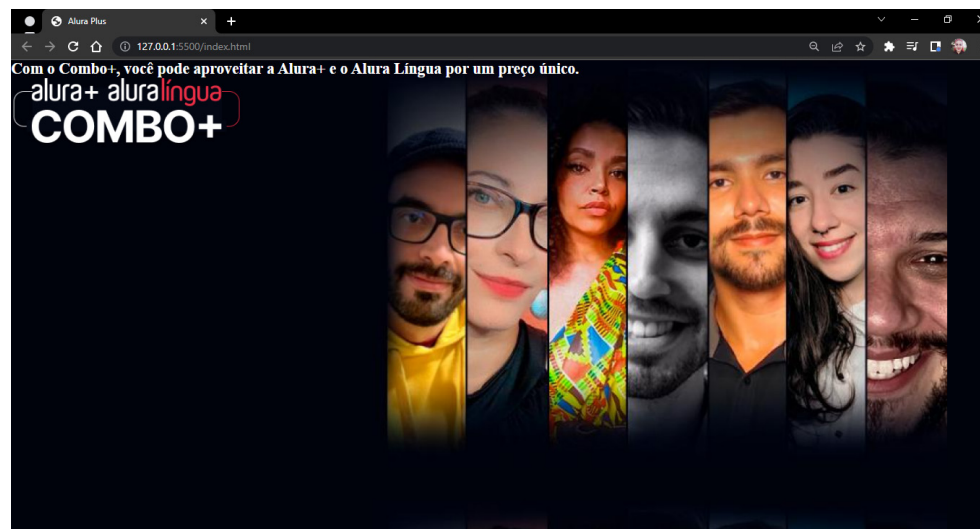 Alura Plus
127.0.0.1:5500/index.html
Com o Combo+, você pode aproveitar a Alura+ e o Alura Língua por um preço único.
alura+ aluralíngua
COMBO+